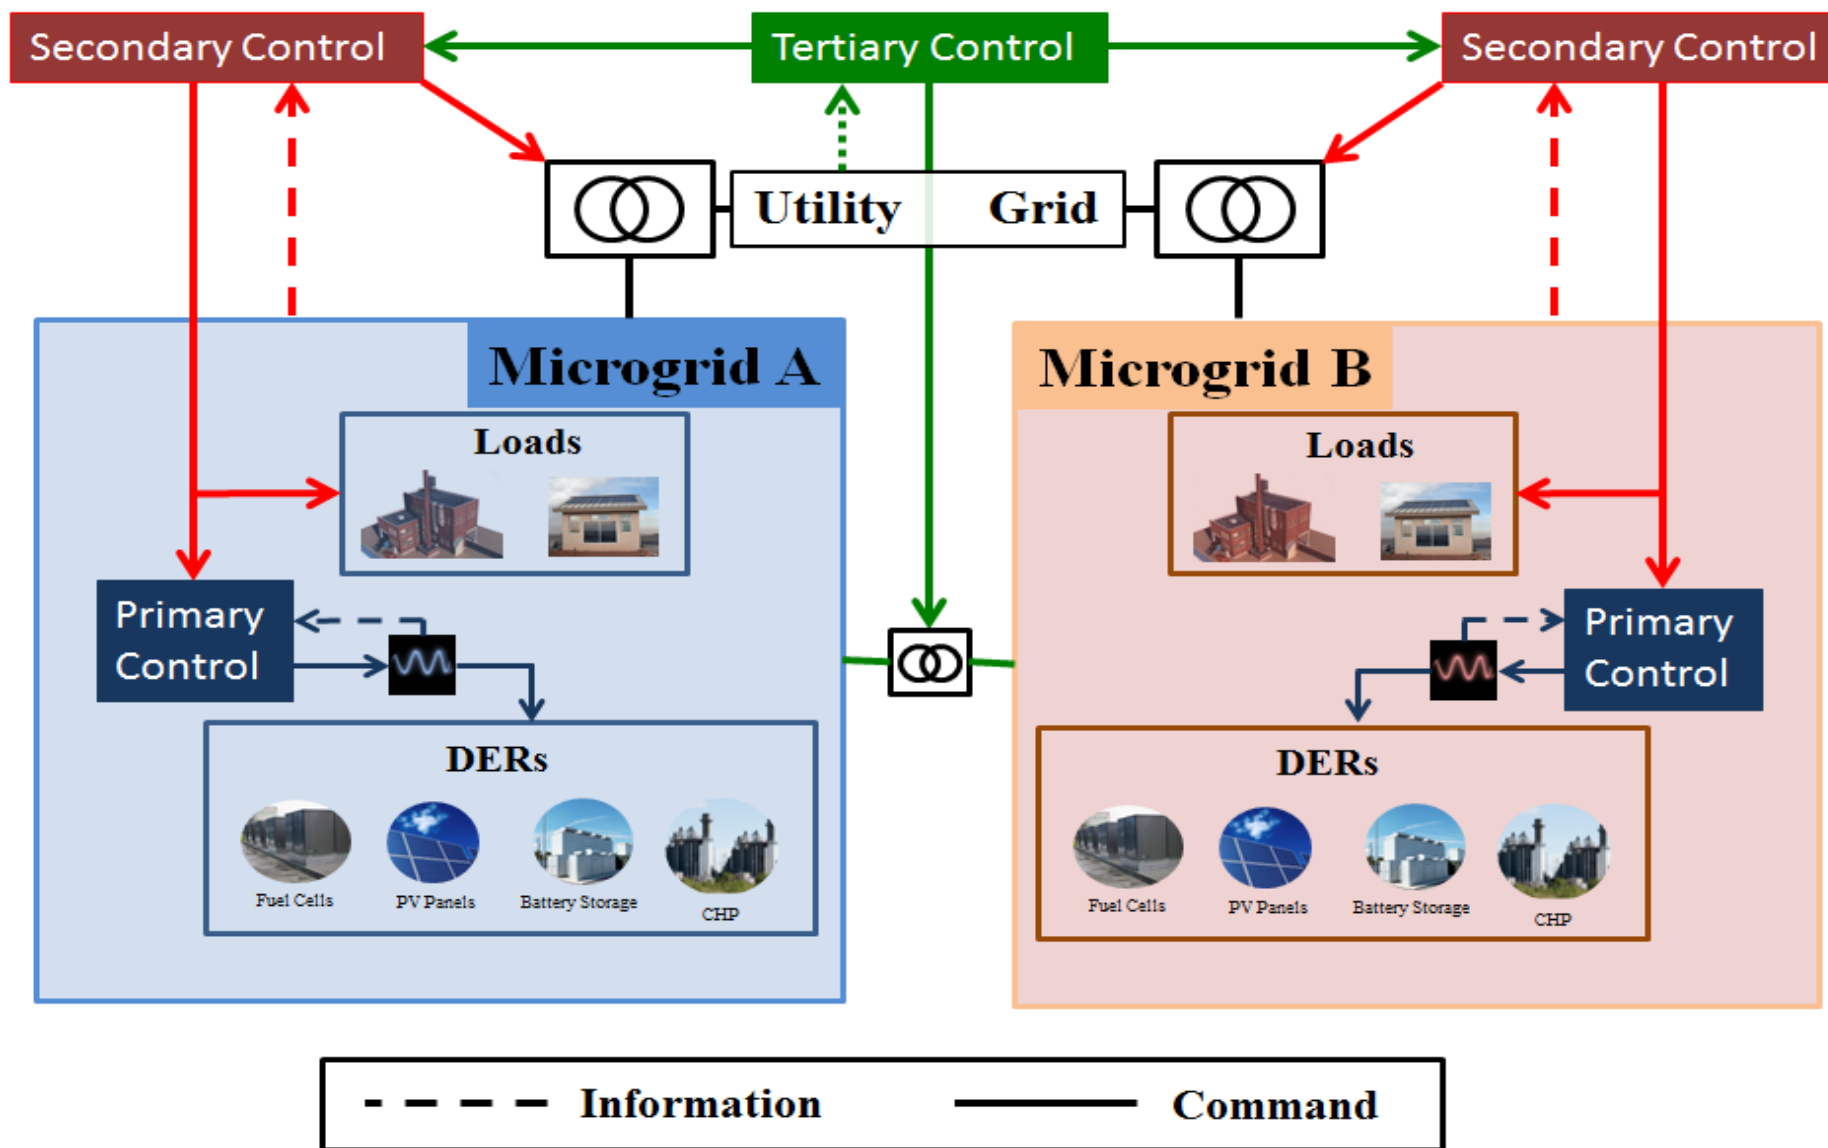 Secondary Control
Tertiary Control
Secondary Control
Utility Grid
Microgrid A
Microgrid B
Loads
Loads
Primary
Control
Primary
Control
DERs
DERs
Fuel Cells
PV Panels
Battery Storage
CHP
Fuel Cells
PV Panels
Battery Storage
CHP
Information
Command